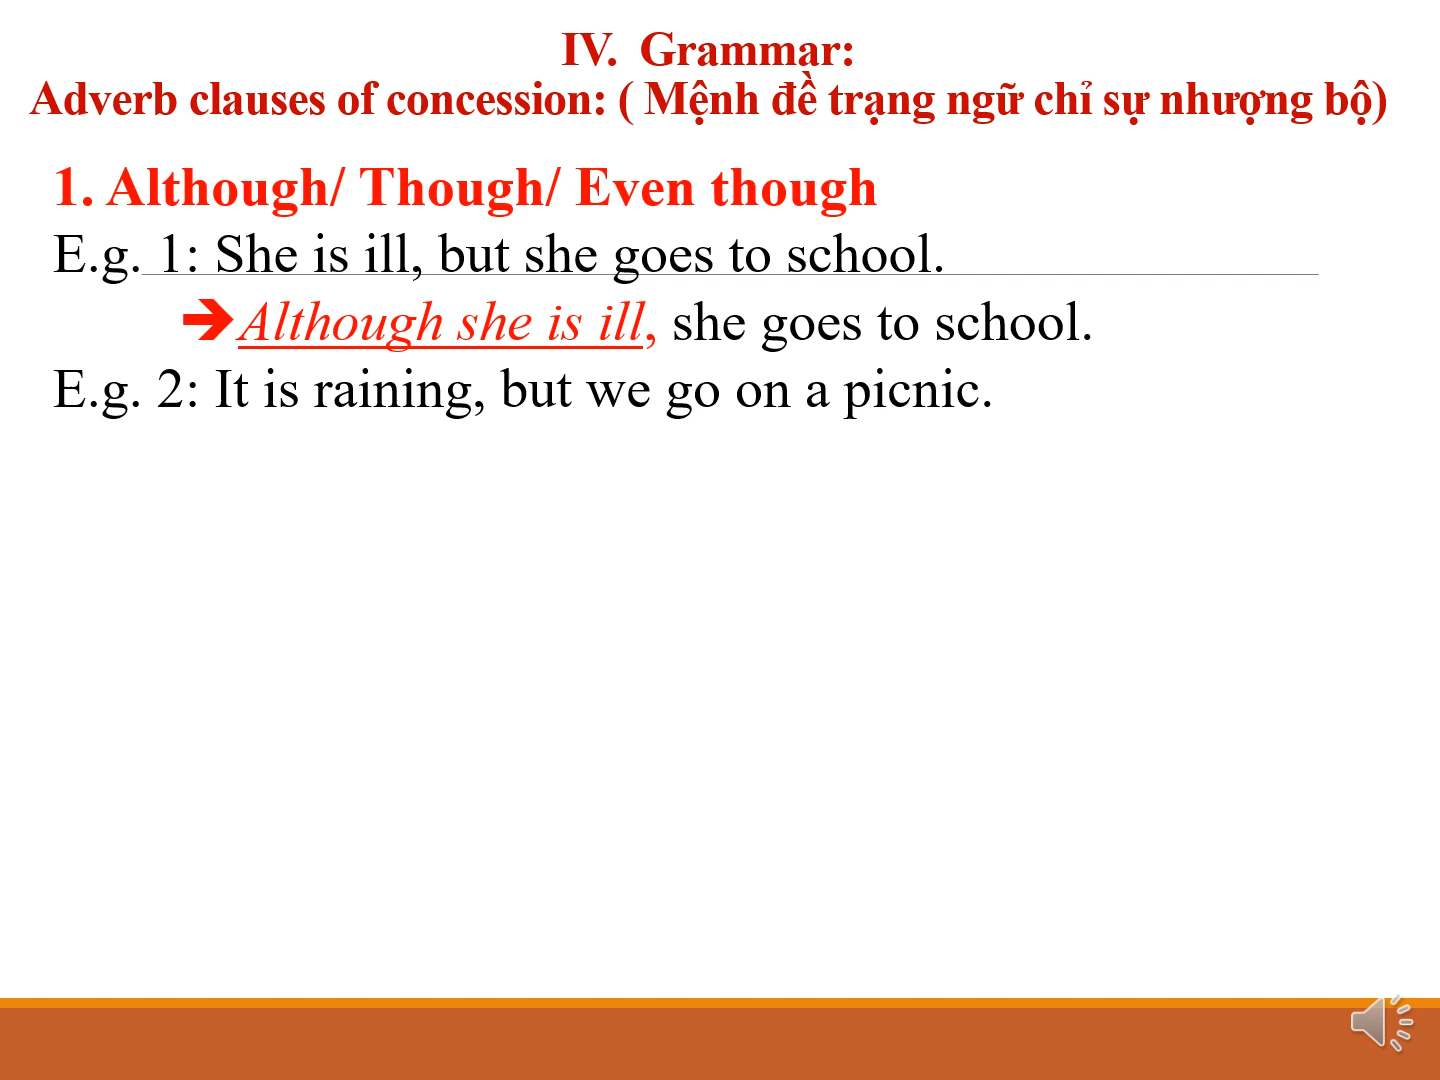 IV. Grammar:
Adverb clauses of concession: ( Mệnh đề trạng ngữ chỉ sự nhượng bộ)
1. Although/ Though/ Even though
E.g. 1: She is ill, but she goes to school.
➔Although she is ill, she goes to school.
E.g. 2: It is raining, but we go on a picnic.